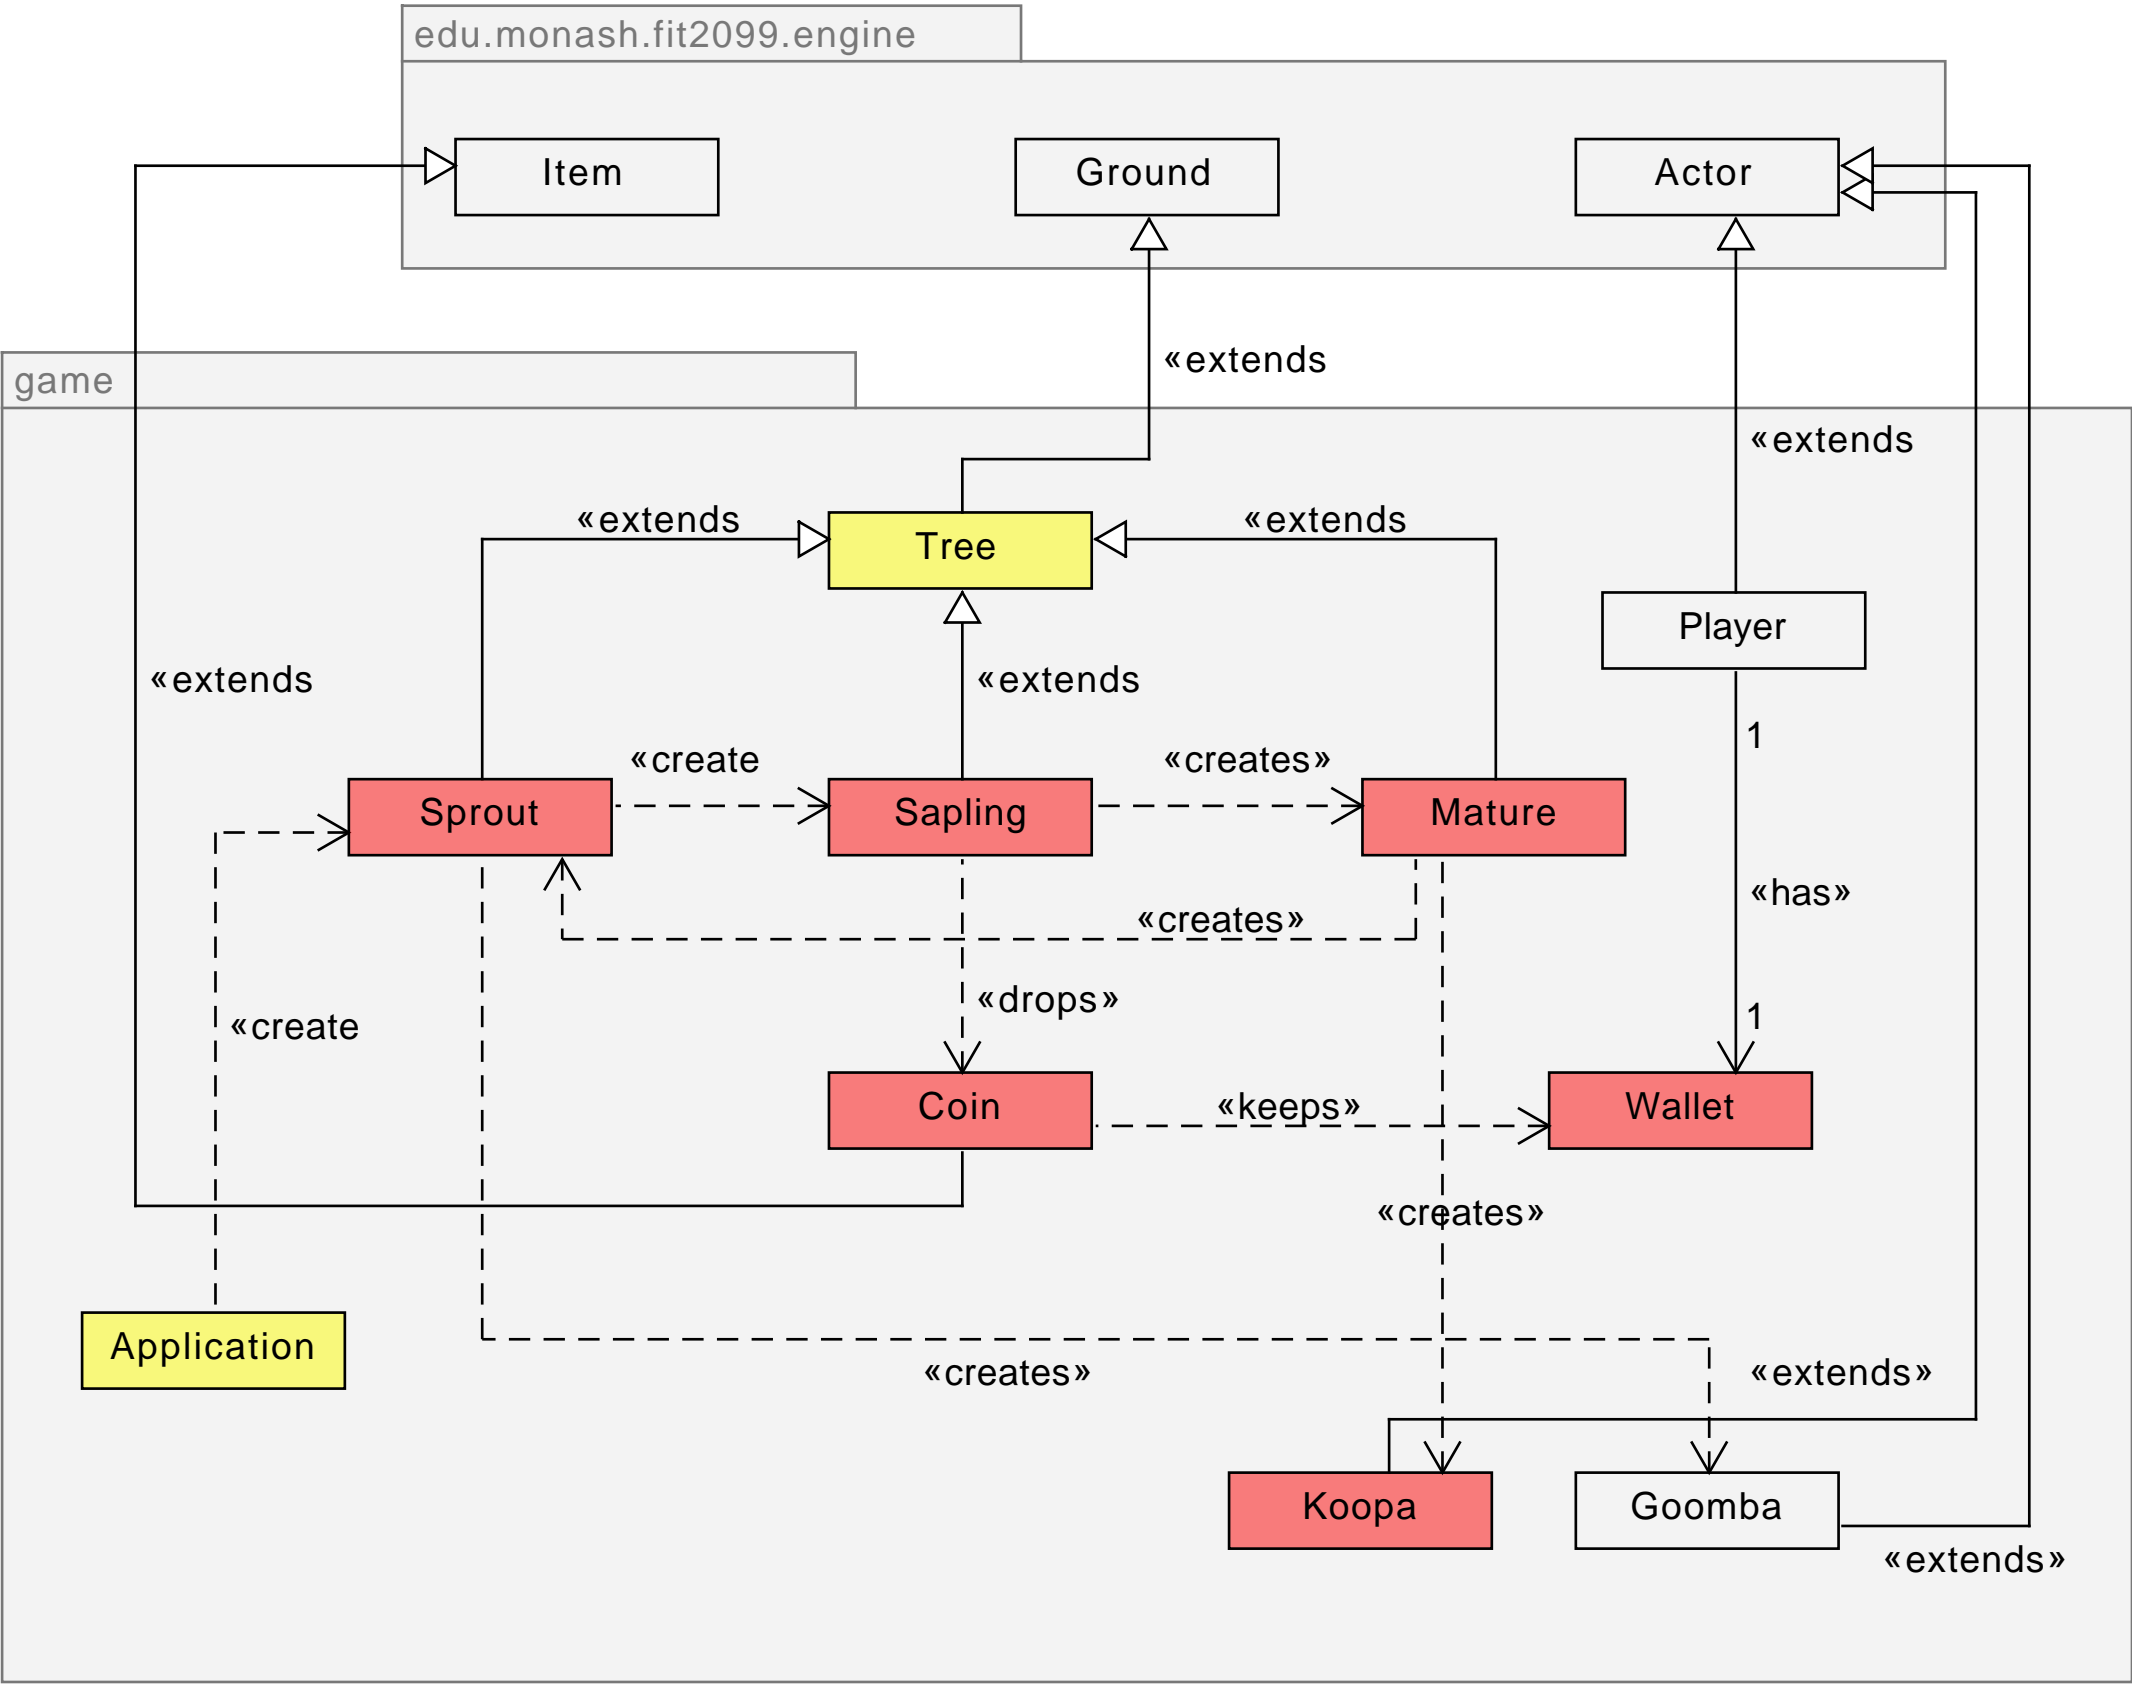 edu.monash.fit2099.engine
Item
Ground
Actor
«extends
game
«extends
«extends
«extends
Tree
Player
«extends
«extends
1
«create
«creates»
Sprout
Sapling
Mature
«has»
«creates»
«drops»
1
«create
Coin
«keeps»
Wallet
«creates»
Application
«creates»
«extends»
Koopa
Goomba
«extends»